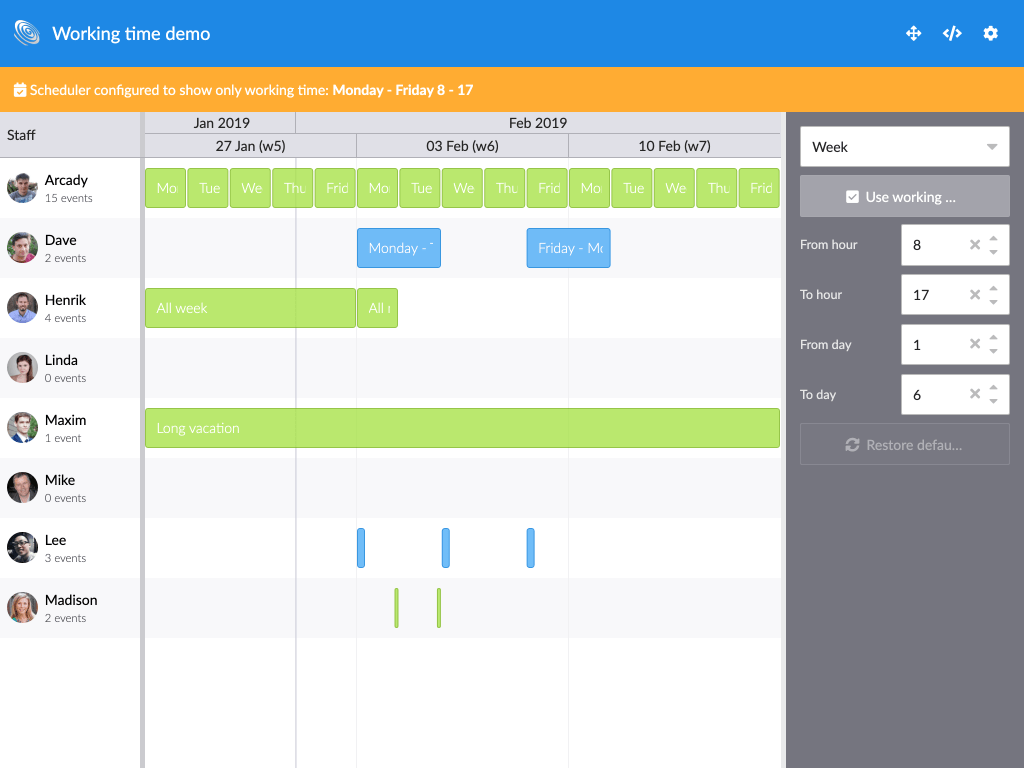 Working time demo
Scheduler configured to show only working time: Monday - Friday 8 - 17
Staff
Jan 2019 Feb 2019
27 Jan (w5) 03 Feb (w6) 10 Feb (w7)
Arcady
15 events
Mo Tue We Thu Frid Mo Tue We Thu Frid Mo Tue We Thu Frid
Dave
2 events
Monday - Friday - Mo
Henrik
4 events
All week All
Linda
0 events
Maxim
1 event
Long vacation
Mike
0 events
Lee
3 events
Madison
2 events
Week
Use working ...
From hour 8
To hour 17
From day 1
To day 6
Restore defau...